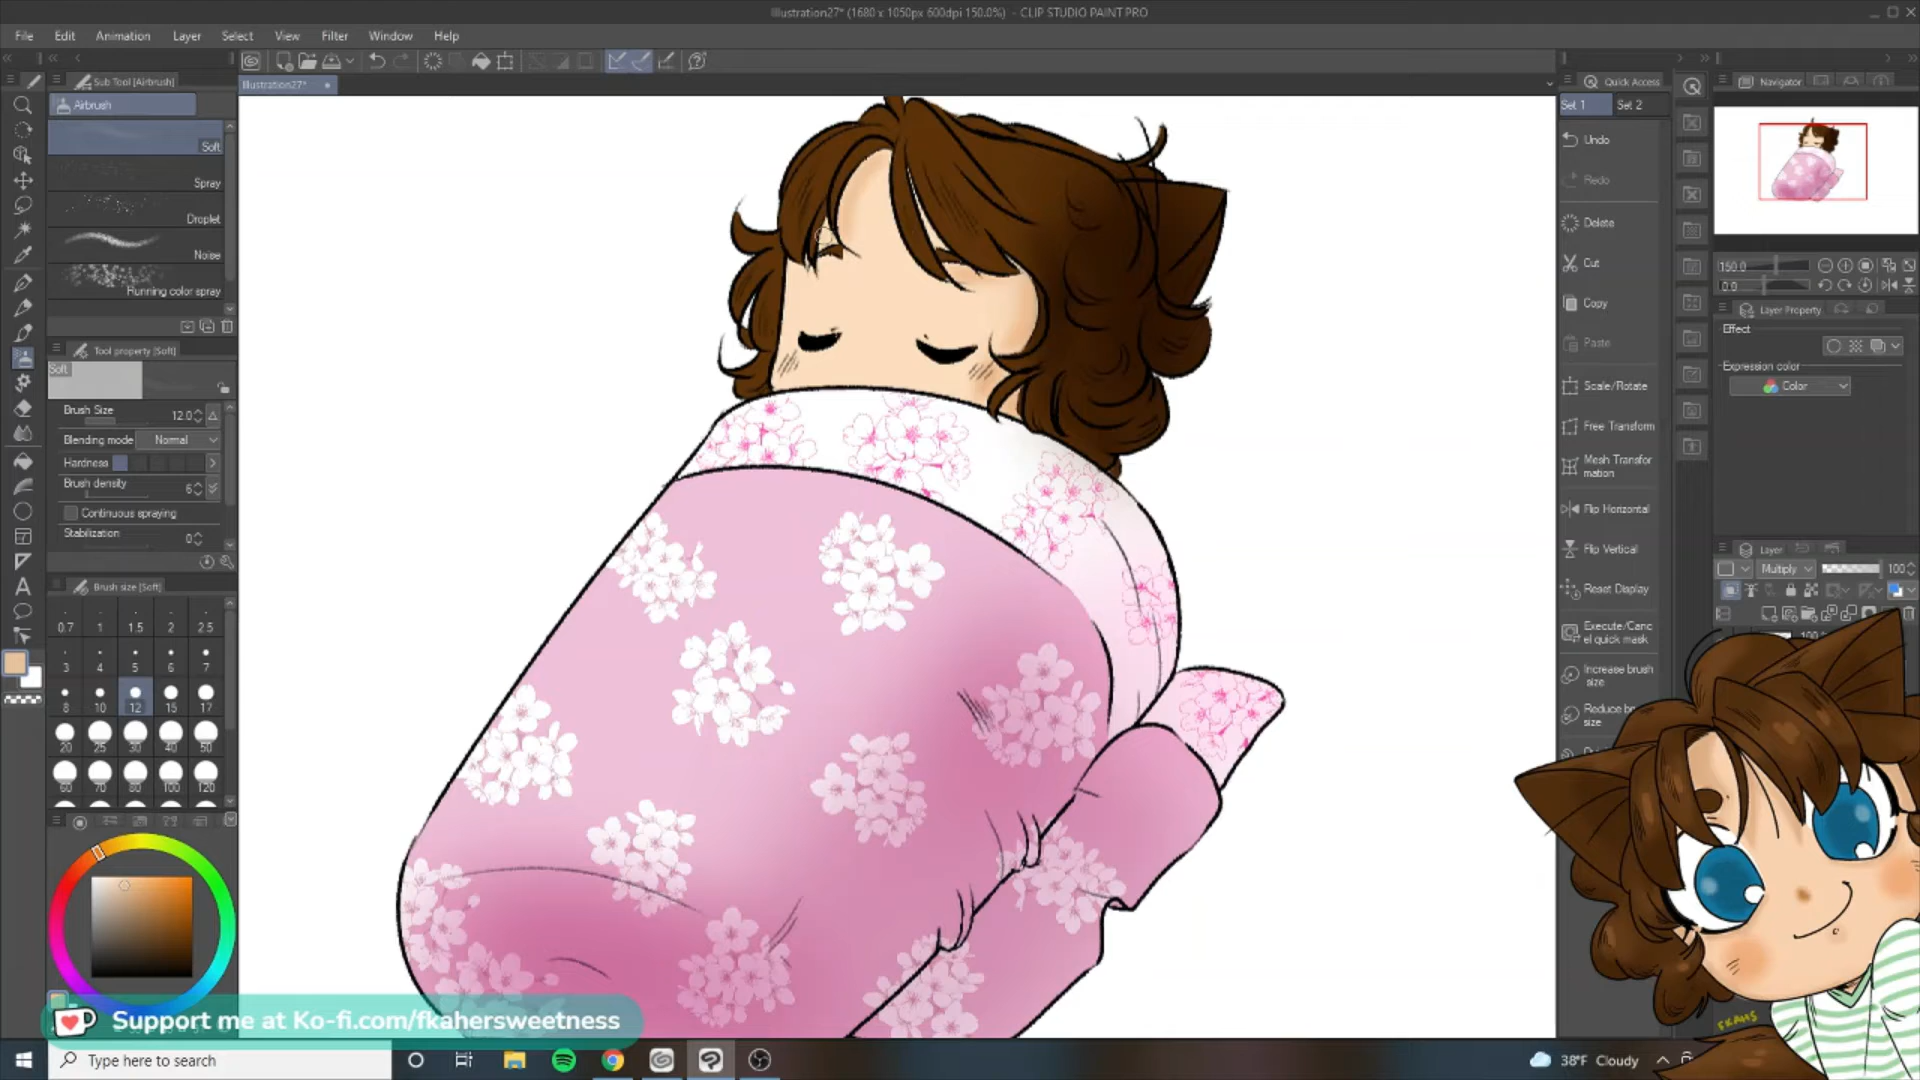 Illustration27* (1680 x 1050px 600dpi 150.0%) - CLIP STUDIO PAINT PRO
File Edit Animation Layer Select View Filter Window Help
Sub Tool [Airbrush]
Illustration27*
Quick Access
Navigator
Airbrush
Set 1 Set 2
Soft
Undo
Spray
Redo
Droplet
Delete
Noise
Cut
150.0
0.0
Running color spray
Copy
Layer Property
Effect
Paste
Tool property [Soft]
Expression color
Color
Soft
Scale/Rotate
Brush Size 12.0
Free Transform
Blending mode Normal
Hardness
Mesh Transfor
mation
Brush density 6
Continuous spraying
Flip Horizontal
Stabilization 0
Flip Vertical
Layer
Multiply 100
Brush size [Soft]
Reset Display
0.7 1 1.5 2 2.5
Execute/Canc
el quick mask
3 4 5 6 7
Increase brush
size
8 10 12 15 17
size
20 25 30 40 50
60 70 80 100 120
Support me at Ko-fi.com/fkahersweetness
Type here to search
38°F Cloudy